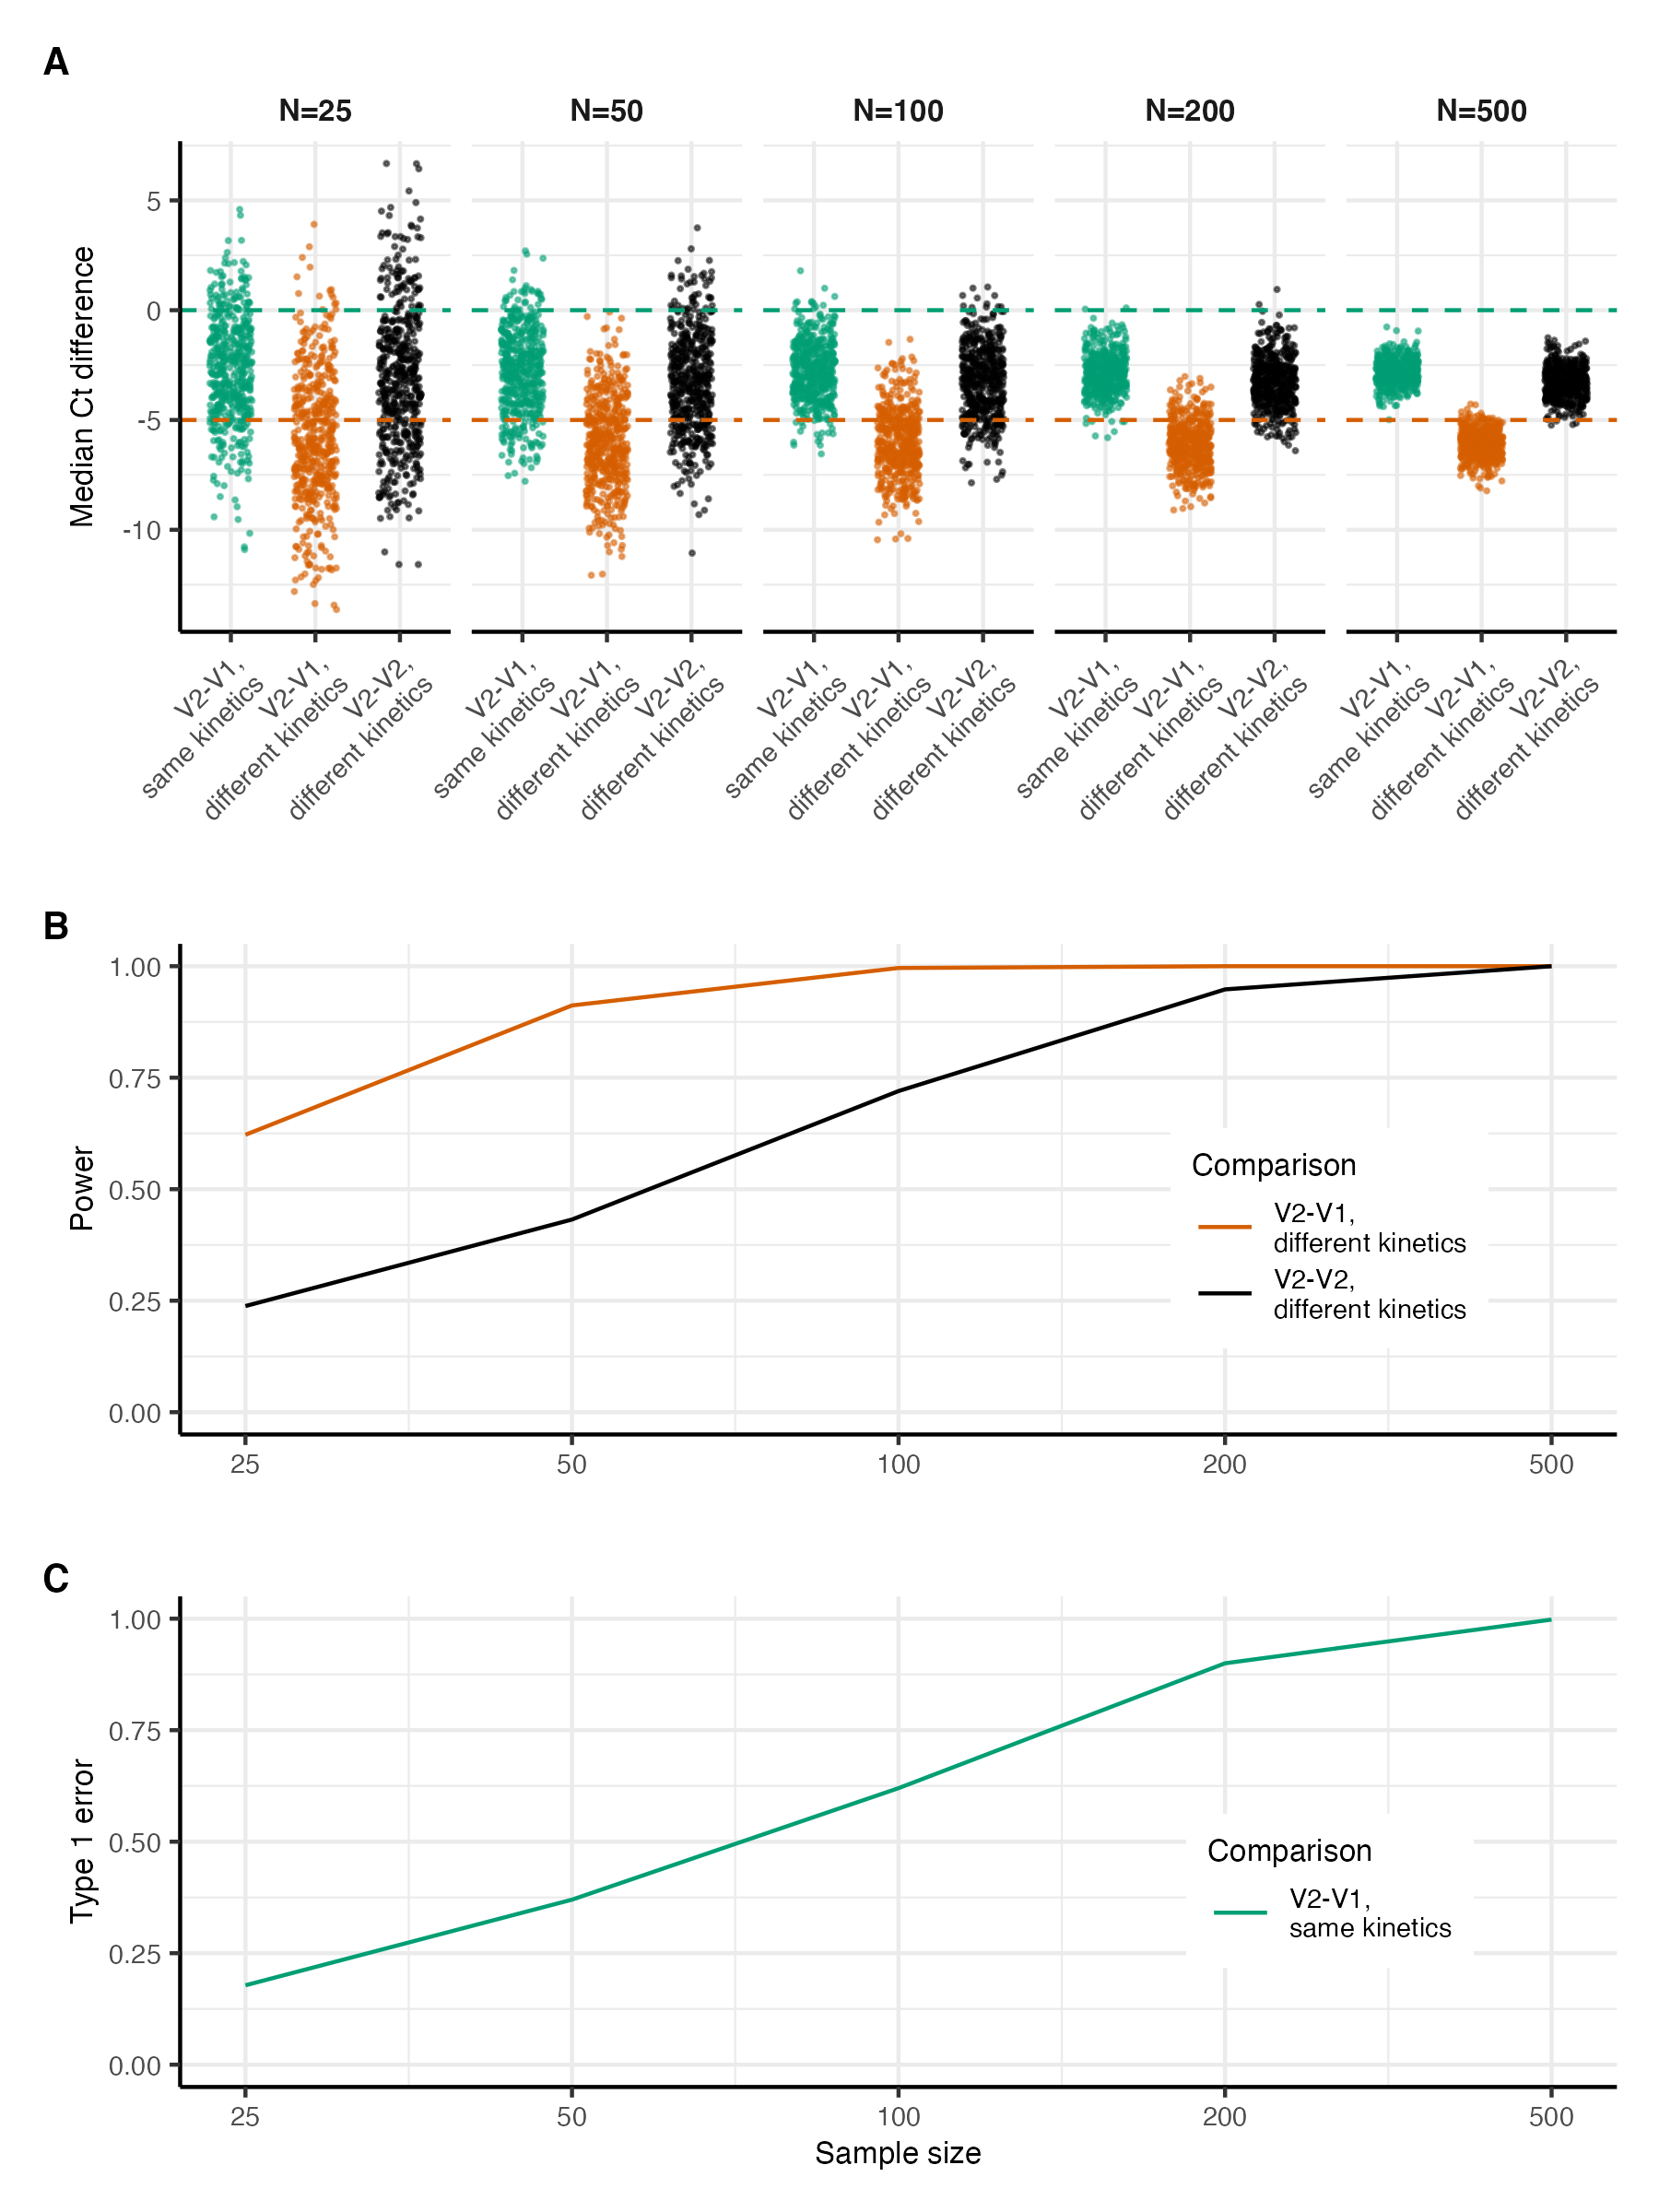 A
N=25 N=50 N=100 N=200 N=500
Median Ct difference
5
0
-5
-10
V2-V1,
same kinetics
V2-V1,
different kinetics
V2-V2,
different kinetics
V2-V1,
same kinetics
V2-V1,
different kinetics
V2-V2,
different kinetics
V2-V1,
same kinetics
V2-V1,
different kinetics
V2-V2,
different kinetics
V2-V1,
same kinetics
V2-V1,
different kinetics
V2-V2,
different kinetics
V2-V1,
same kinetics
V2-V1,
different kinetics
V2-V2,
different kinetics
B
Power
1.00
0.75
0.50
0.25
0.00
Comparison
V2-V1,
different kinetics
V2-V2,
different kinetics
25 50 100 200 500
C
Type 1 error
1.00
0.75
0.50
0.25
0.00
Comparison
V2-V1,
same kinetics
25 50 100 200 500
Sample size